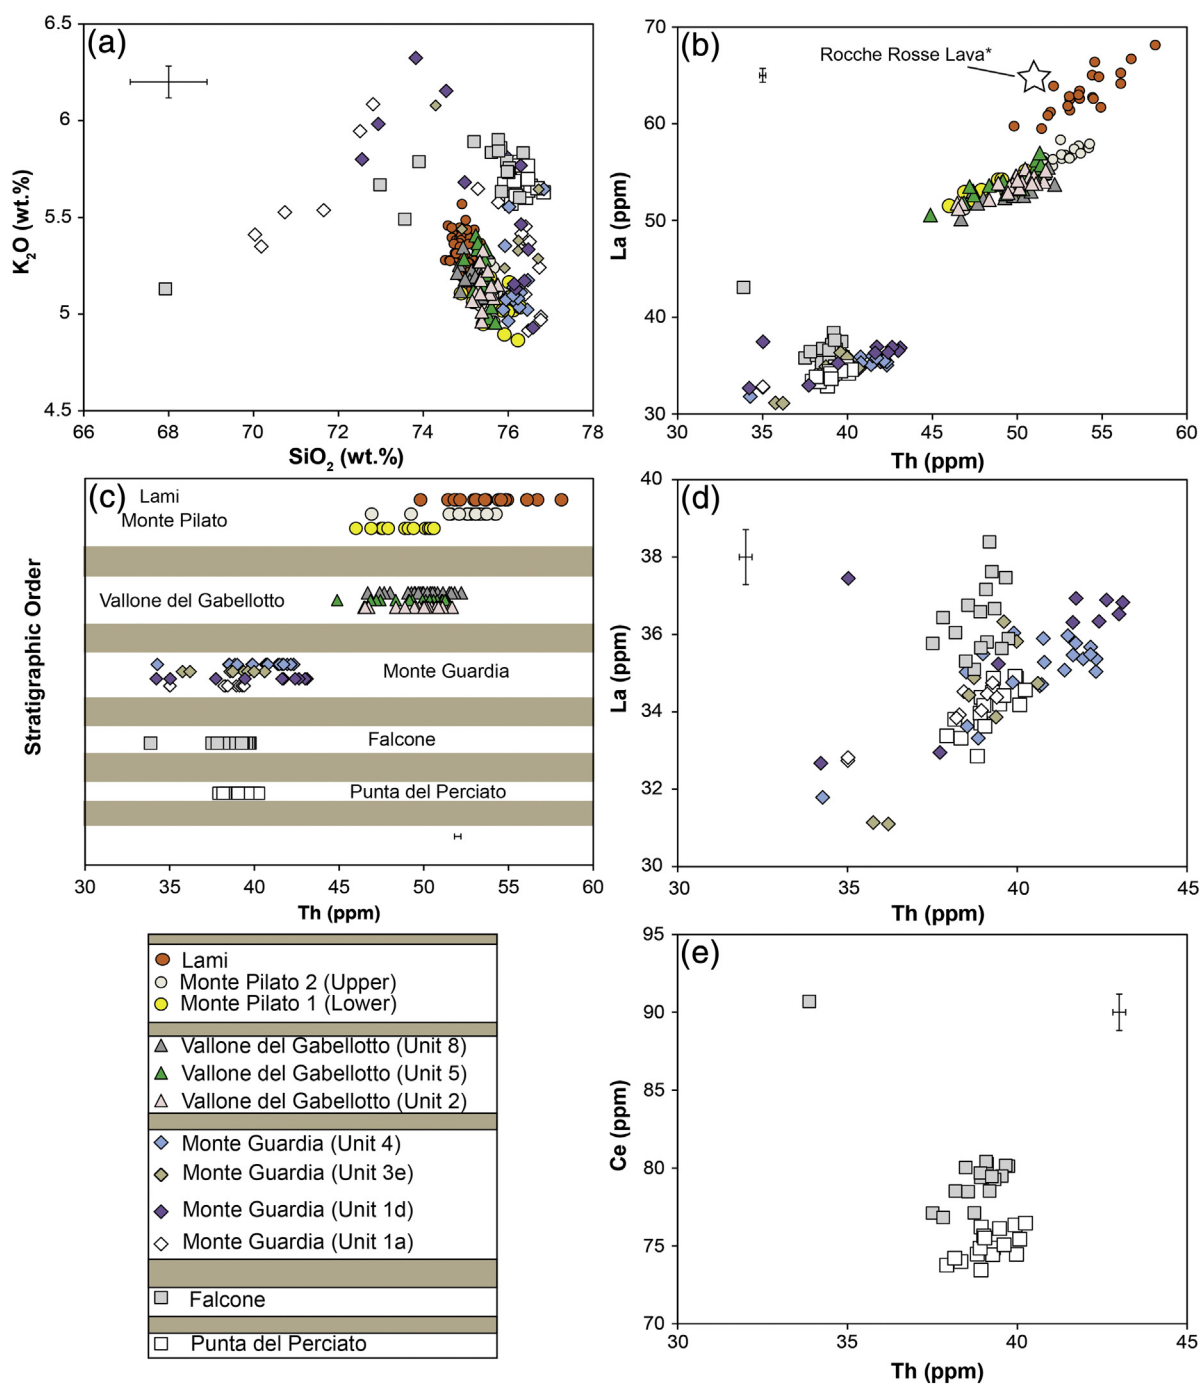 (a)
6.5
6
5.5
5
4.5
K2O (wt.%)
66 68 70 72 74 76 78
SiO2 (wt.%)
(b)
Rocche Rosse Lava*
70
60
50
40
30
La (ppm)
30 35 40 45 50 55 60
Th (ppm)
(c)
Lami
Monte Pilato
Vallone del Gabellotto
Monte Guardia
Falcone
Punta del Perciato
Stratigraphic Order
30 35 40 45 50 55 60
Th (ppm)
(d)
40
38
36
34
32
30
La (ppm)
30 35 40 45
Th (ppm)
Lami
Monte Pilato 2 (Upper)
Monte Pilato 1 (Lower)
Vallone del Gabellotto (Unit 8)
Vallone del Gabellotto (Unit 5)
Vallone del Gabellotto (Unit 2)
Monte Guardia (Unit 4)
Monte Guardia (Unit 3e)
Monte Guardia (Unit 1d)
Monte Guardia (Unit 1a)
Falcone
Punta del Perciato
(e)
95
90
85
80
75
70
Ce (ppm)
30 35 40 45
Th (ppm)